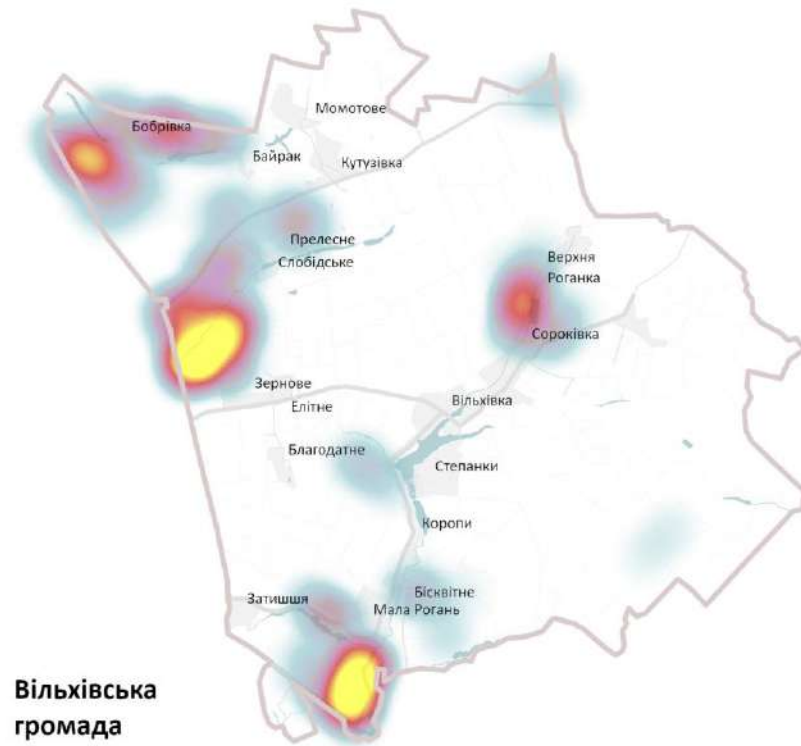 Момотове
Бобрівка
Байрак
Кутузівка
Прелесне
Слобідське
Верхня
Роганка
Сороківка
Зернове
Елітне
Вільхівка
Благодатне
Степанки
Коропи
Бісквітне
Затишшя
Мала Рогань
Вільхівська
громада